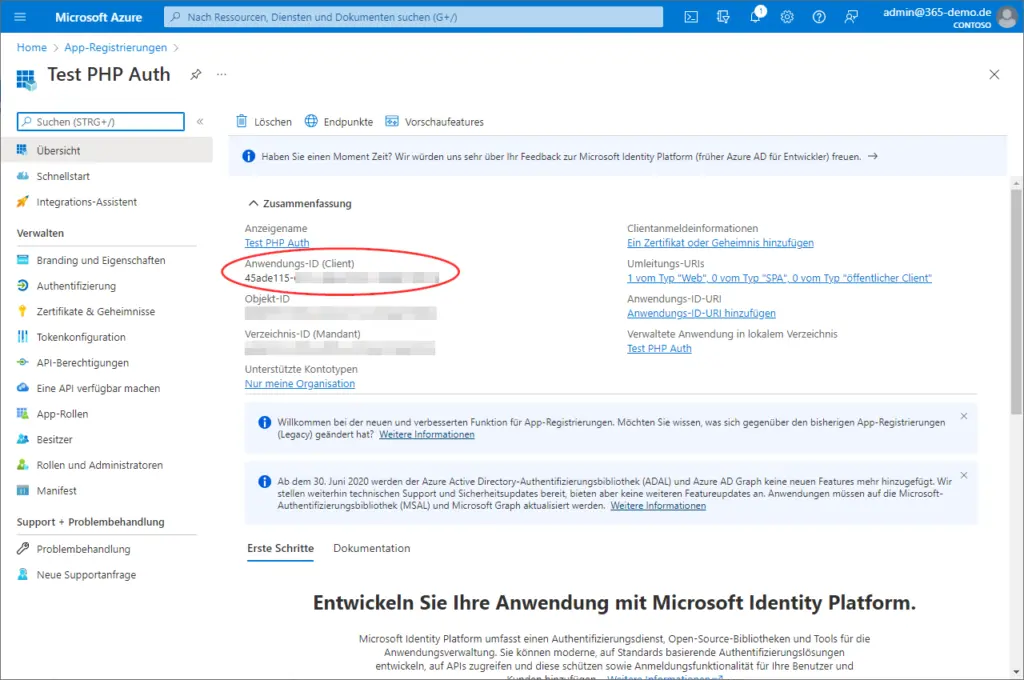 Microsoft Azure
Nach Ressourcen, Diensten und Dokumenten suchen (G+/)
1
admin@365-demo.de
CONTOSO
Home > App-Registrierungen >
Test PHP Auth
Suchen (STRG+/)
«
Löschen
Endpunkte
Vorschaufeatures
Übersicht
Schnellstart
Integrations-Assistent
Verwalten
Branding und Eigenschaften
Authentifizierung
Zertifikate & Geheimnisse
Tokenkonfiguration
API-Berechtigungen
Eine API verfügbar machen
App-Rollen
Besitzer
Rollen und Administratoren
Manifest
Support + Problembehandlung
Problembehandlung
Neue Supportanfrage
Haben Sie einen Moment Zeit? Wir würden uns sehr über Ihr Feedback zur Microsoft Identity Platform (früher Azure AD für Entwickler) freuen. →
Zusammenfassung
Anzeigename
Test PHP Auth
Anwendungs-ID (Client)
45ade115-
Objekt-ID
Verzeichnis-ID (Mandant)
Unterstützte Kontotypen
Nur meine Organisation
Clientanmeldeinformationen
Ein Zertifikat oder Geheimnis hinzufügen
Umleitungs-URIs
1 vom Typ "Web", 0 vom Typ "SPA", 0 vom Typ "öffentlicher Client"
Anwendungs-ID-URI
Anwendungs-ID-URI hinzufügen
Verwaltete Anwendung in lokalem Verzeichnis
Test PHP Auth
Willkommen bei der neuen und verbesserten Funktion für App-Registrierungen. Möchten Sie wissen, was sich gegenüber den bisherigen App-Registrierungen
(Legacy) geändert hat? Weitere Informationen
Ab dem 30. Juni 2020 werden der Azure Active Directory-Authentifizierungsbibliothek (ADAL) und Azure AD Graph keine neuen Features mehr hinzugefügt. Wir
stellen weiterhin technischen Support und Sicherheitsupdates bereit, bieten aber keine weiteren Featureupdates an. Anwendungen müssen auf die Microsoft-
Authentifizierungsbibliothek (MSAL) und Microsoft Graph aktualisiert werden. Weitere Informationen
Erste Schritte
Dokumentation
Entwickeln Sie Ihre Anwendung mit Microsoft Identity Platform.
Microsoft Identity Platform umfasst einen Authentifizierungsdienst, Open-Source-Bibliotheken und Tools für die
Anwendungsverwaltung. Sie können moderne, auf Standards basierende Authentifizierungslösungen
entwickeln, auf APIs zugreifen und diese schützen sowie Anmeldungsfunktionalität für Ihre Benutzer und
Kunden hinzufügen. Weitere Informationen